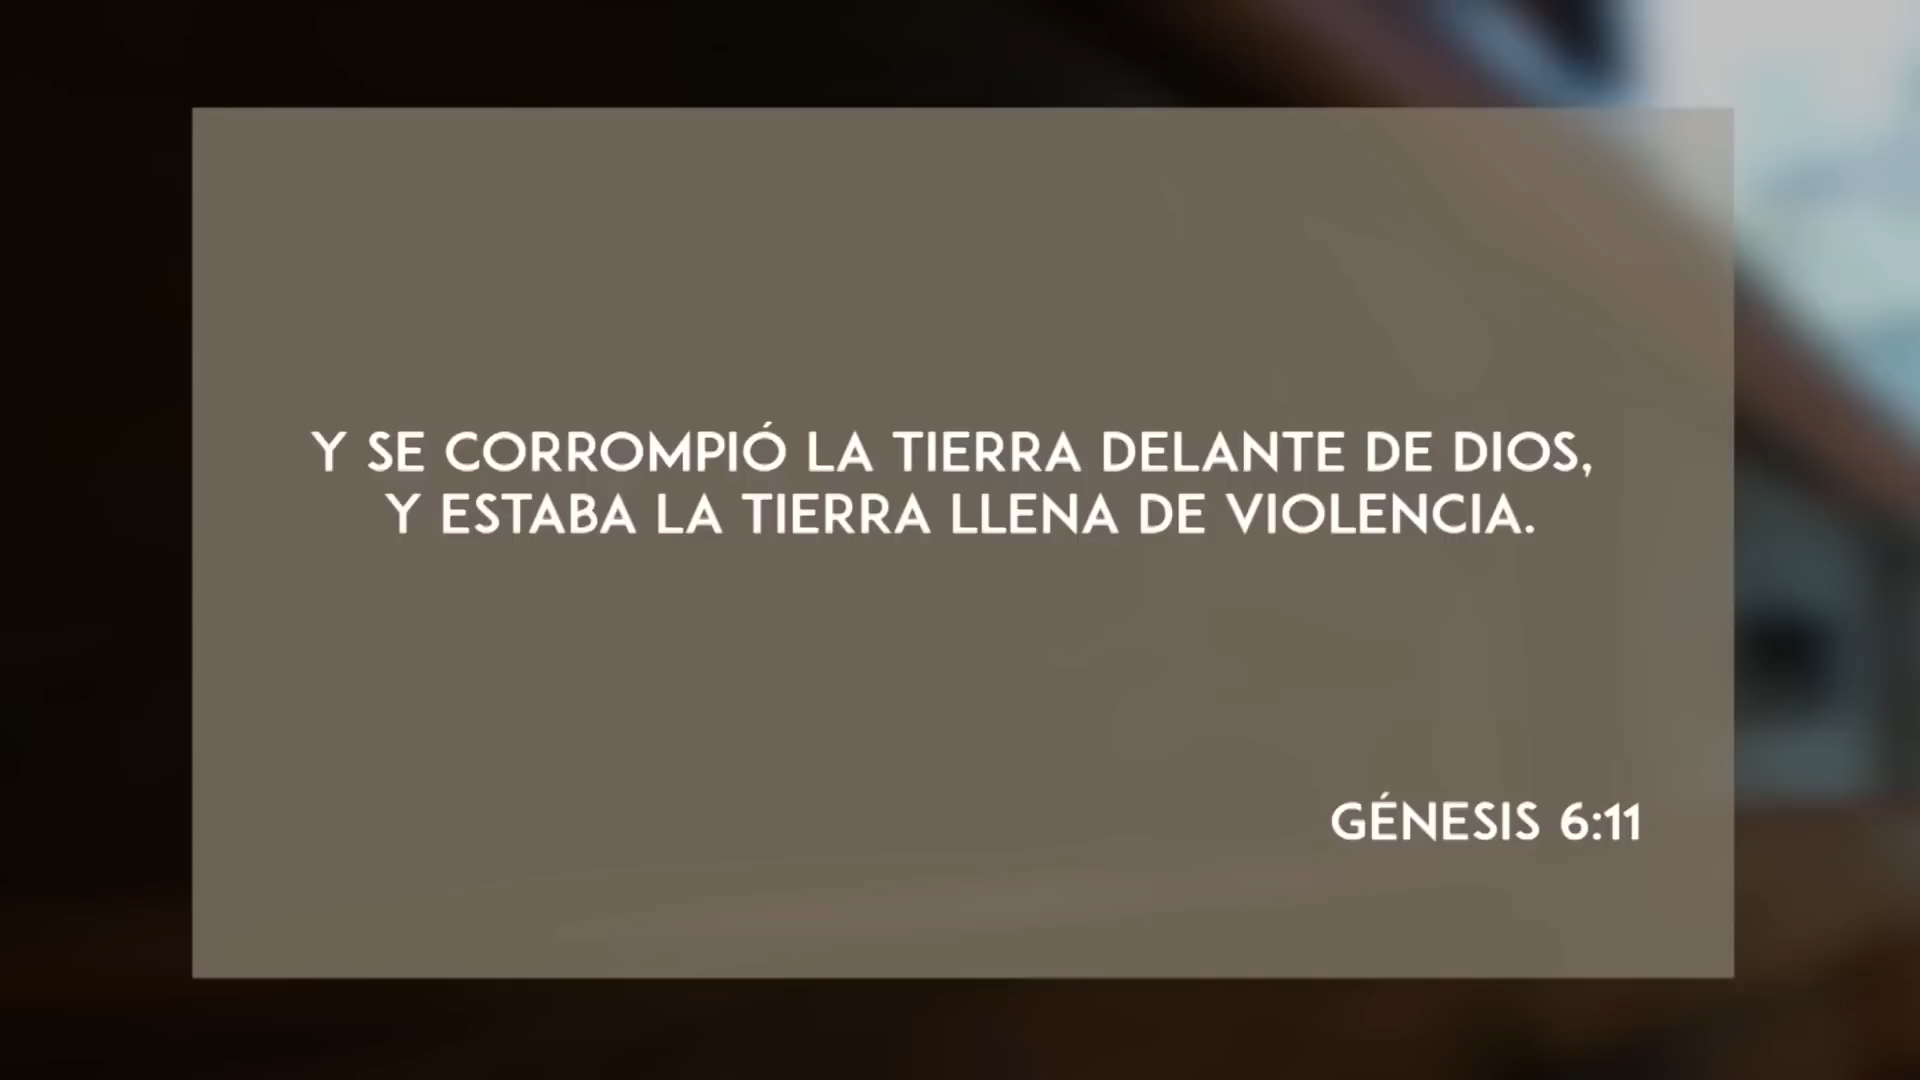 Y SE CORROMPIÓ LA TIERRA DELANTE DE DIOS,
Y ESTABA LA TIERRA LLENA DE VIOLENCIA.
GÉNESIS 6:11